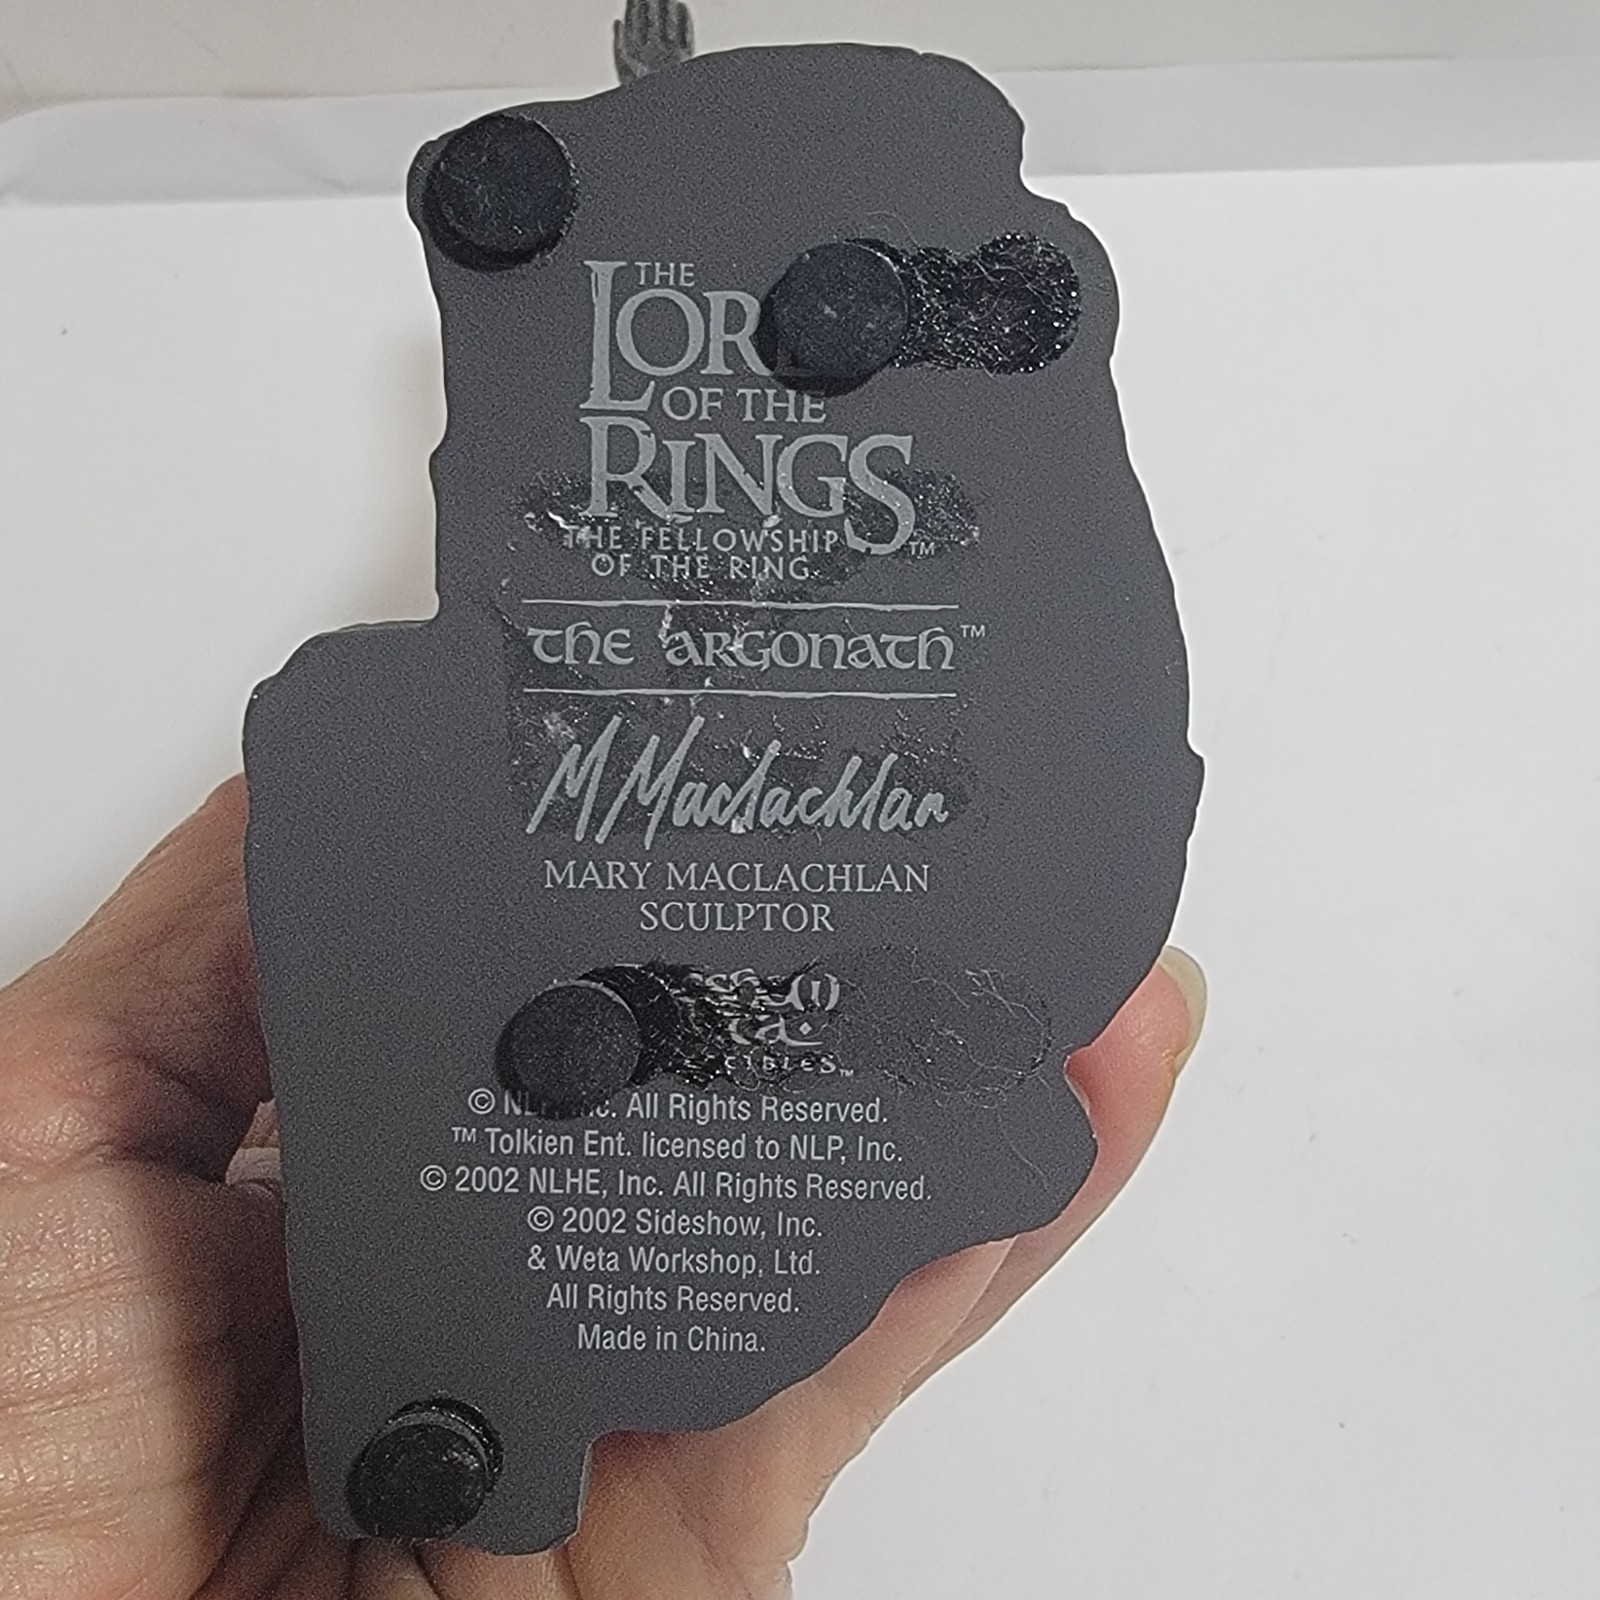 THE
LORD
OF THE
RINGS
THE FELLOWSHIP
OF THE RING
™
THE ARGONATH™
M Maclachlan
MARY MACLACHLAN
SCULPTOR
All Rights Reserved.
™ Tolkien Ent. licensed to NLP, Inc.
© 2002 NLHE, Inc. All Rights Reserved.
© 2002 Sideshow, Inc.
& Weta Workshop, Ltd.
All Rights Reserved.
Made in China.